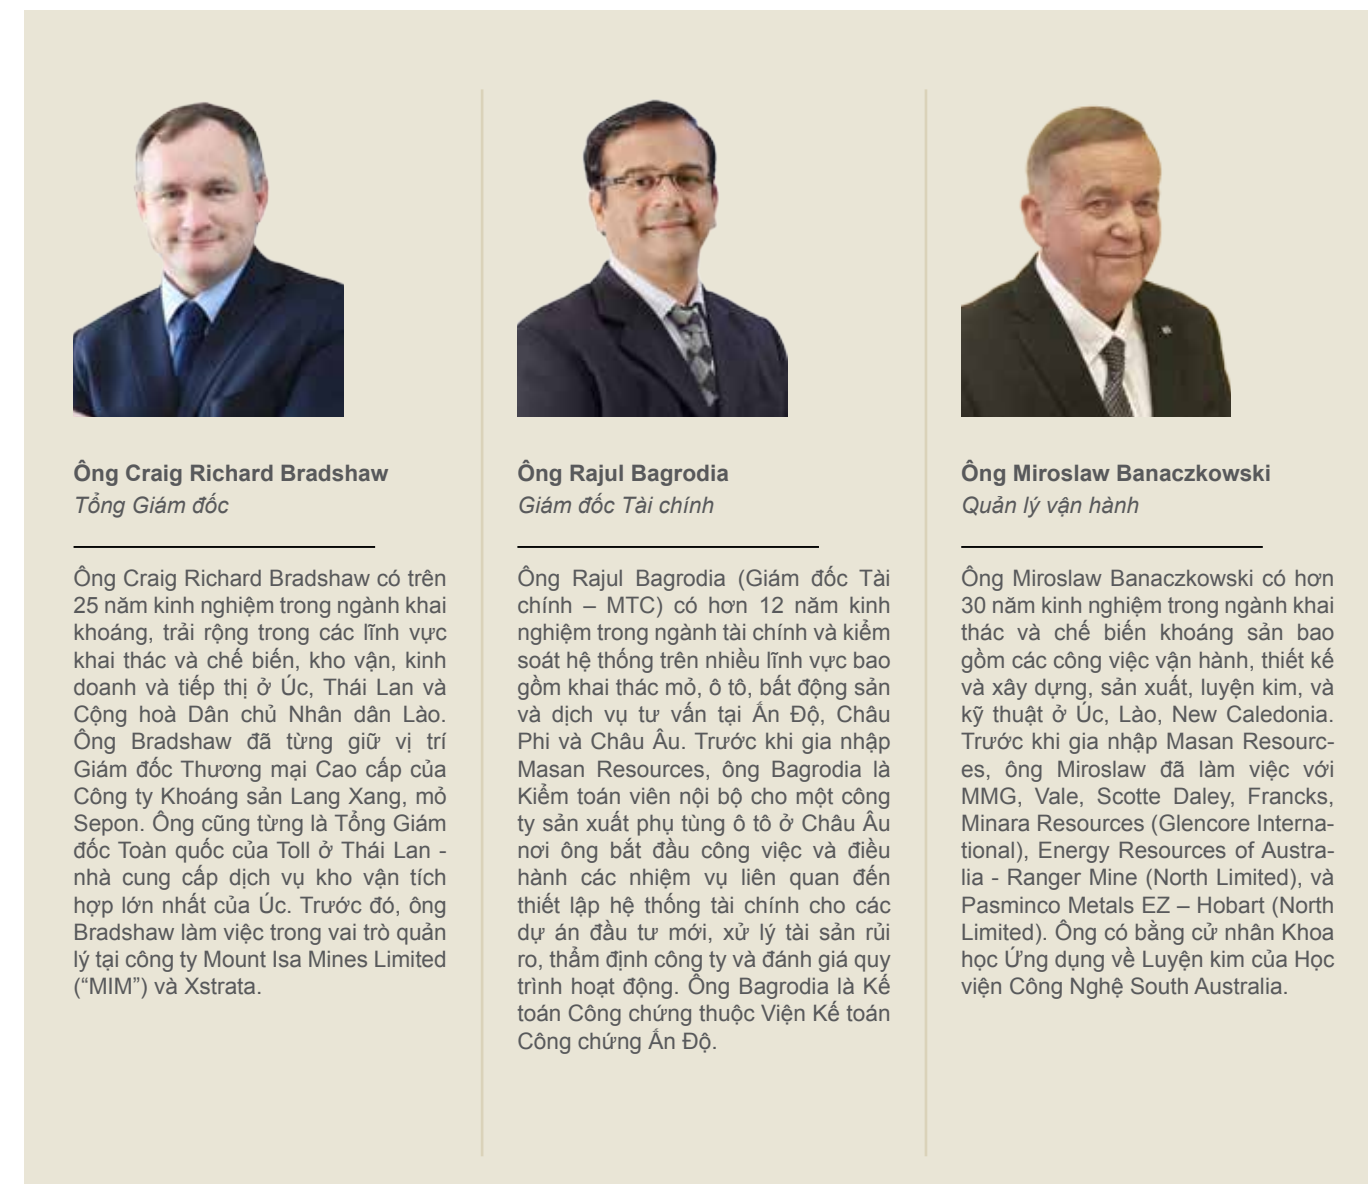 Ông Craig Richard Bradshaw
Tổng Giám đốc
Ông Craig Richard Bradshaw có trên
25 năm kinh nghiệm trong ngành khai
khoáng, trải rộng trong các lĩnh vực
khai thác và chế biến, kho vận, kinh
doanh và tiếp thị ở Úc, Thái Lan và
Cộng hoà Dân chủ Nhân dân Lào.
Ông Bradshaw đã từng giữ vị trí
Giám đốc Thương mại Cao cấp của
Công ty Khoáng sản Lang Xang, mỏ
Sepon. Ông cũng từng là Tổng Giám
đốc Toàn quốc của Toll ở Thái Lan -
nhà cung cấp dịch vụ kho vận tích
hợp lớn nhất của Úc. Trước đó, ông
Bradshaw làm việc trong vai trò quản
lý tại công ty Mount Isa Mines Limited
(“MIM”) và Xstrata.
Ông Rajul Bagrodia
Giám đốc Tài chính
Ông Rajul Bagrodia (Giám đốc Tài
chính – MTC) có hơn 12 năm kinh
nghiệm trong ngành tài chính và kiểm
soát hệ thống trên nhiều lĩnh vực bao
gồm khai thác mỏ, ô tô, bất động sản
và dịch vụ tư vấn tại Ấn Độ, Châu
Phi và Châu Âu. Trước khi gia nhập
Masan Resources, ông Bagrodia là
Kiểm toán viên nội bộ cho một công
ty sản xuất phụ tùng ô tô ở Châu Âu
nơi ông bắt đầu công việc và điều
hành các nhiệm vụ liên quan đến
thiết lập hệ thống tài chính cho các
dự án đầu tư mới, xử lý tài sản rủi
ro, thẩm định công ty và đánh giá quy
trình hoạt động. Ông Bagrodia là Kế
toán Công chứng thuộc Viện Kế toán
Công chứng Ấn Độ.
Ông Miroslaw Banaczkowski
Quản lý vận hành
Ông Miroslaw Banaczkowski có hơn
30 năm kinh nghiệm trong ngành khai
thác và chế biến khoáng sản bao
gồm các công việc vận hành, thiết kế
và xây dựng, sản xuất, luyện kim, và
kỹ thuật ở Úc, Lào, New Caledonia.
Trước khi gia nhập Masan Resourc-
es, ông Miroslaw đã làm việc với
MMG, Vale, Scotte Daley, Francks,
Minara Resources (Glencore Interna-
tional), Energy Resources of Austra-
lia - Ranger Mine (North Limited), và
Pasminco Metals EZ – Hobart (North
Limited). Ông có bằng cử nhân Khoa
học Ứng dụng về Luyện kim của Học
viện Công Nghệ South Australia.